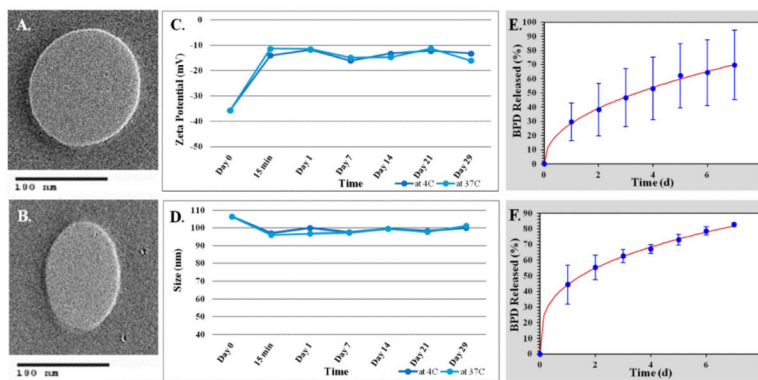 A.
100 nm
B.
100 nm
C.
0
-10
-20
-30
-40
-50
Zeta Potential (mV)
Day 0
15 min
Day 1
Day 7
Day 14
Day 21
Day 29
Time
at 4C
at 37C
D.
110
100
90
80
70
60
50
40
Size (nm)
Day 0
15 min
Day 1
Day 7
Day 14
Day 21
Day 29
Time
at 4C
at 37C
E.
100
90
80
70
60
50
40
30
20
10
0
BPD Released (%)
0
2
4
6
Time (d)
F.
90
80
70
60
50
40
30
20
10
0
BPD Released (%)
0
2
4
6
Time (d)